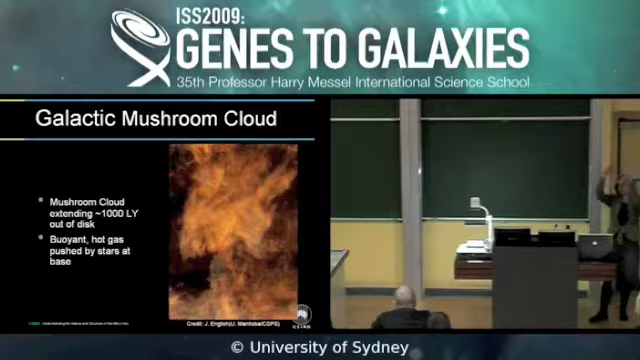 ISS2009:
GENES TO GALAXIES
35th Professor Harry Messel International Science School
Galactic Mushroom Cloud
• Mushroom Cloud
extending ~1000 LY
out of disk
• Buoyant, hot gas
pushed by stars at
base
Credit: J. English(U. Manitoba/CGPS)
CSIRO
© University of Sydney